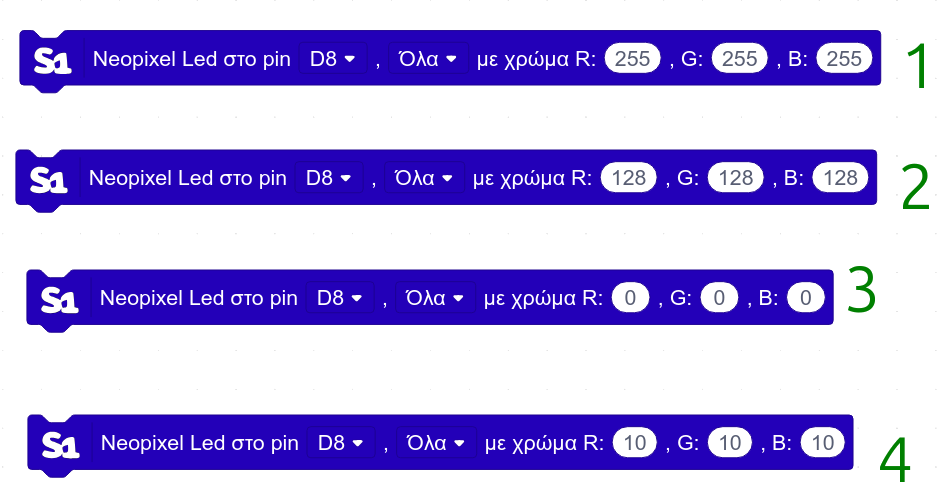 S1 Neopixel Led στο pin D8 , Όλα με χρώμα R: 255 , G: 255 , B: 255 1
S1 Neopixel Led στο pin D8 , Όλα με χρώμα R: 128 , G: 128 , B: 128 2
S1 Neopixel Led στο pin D8 , Όλα με χρώμα R: 0 , G: 0 , B: 0 3
S1 Neopixel Led στο pin D8 , Όλα με χρώμα R: 10 , G: 10 , B: 10 4